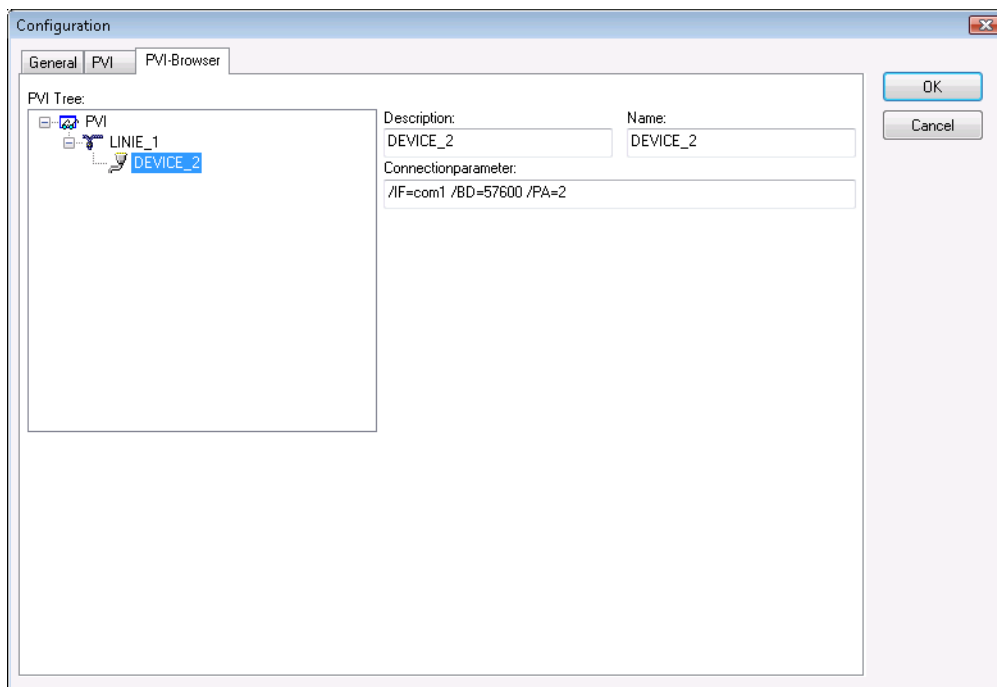 Configuration
General PVI PVI-Browser
OK
Cancel
PVI Tree:
PVI
LINIE_1
DEVICE_2
Description: Name:
DEVICE_2 DEVICE_2
Connectionparameter:
/IF=com1 /BD=57600 /PA=2